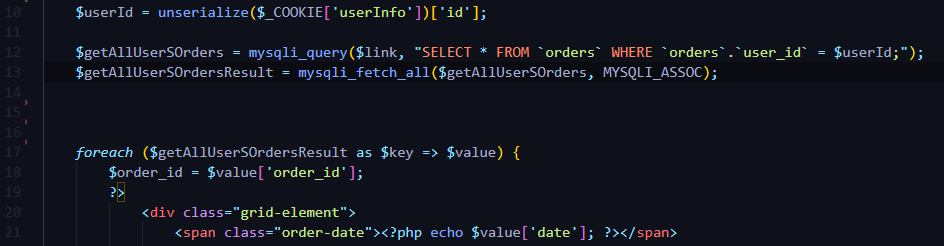 10 $userId = unserialize($_COOKIE['userInfo'])['id'];
11
12 $getAllUserSOrders = mysqli_query($link, "SELECT * FROM `orders` WHERE `orders`.`user_id` = $userId;");
13 $getAllUserSOrdersResult = mysqli_fetch_all($getAllUserSOrders, MYSQLI_ASSOC);
14
15
16
17 foreach ($getAllUserSOrdersResult as $key => $value) {
18 $order_id = $value['order_id'];
19 ?>
20 <div class="grid-element">
21 <span class="order-date"><?php echo $value['date']; ?></span>